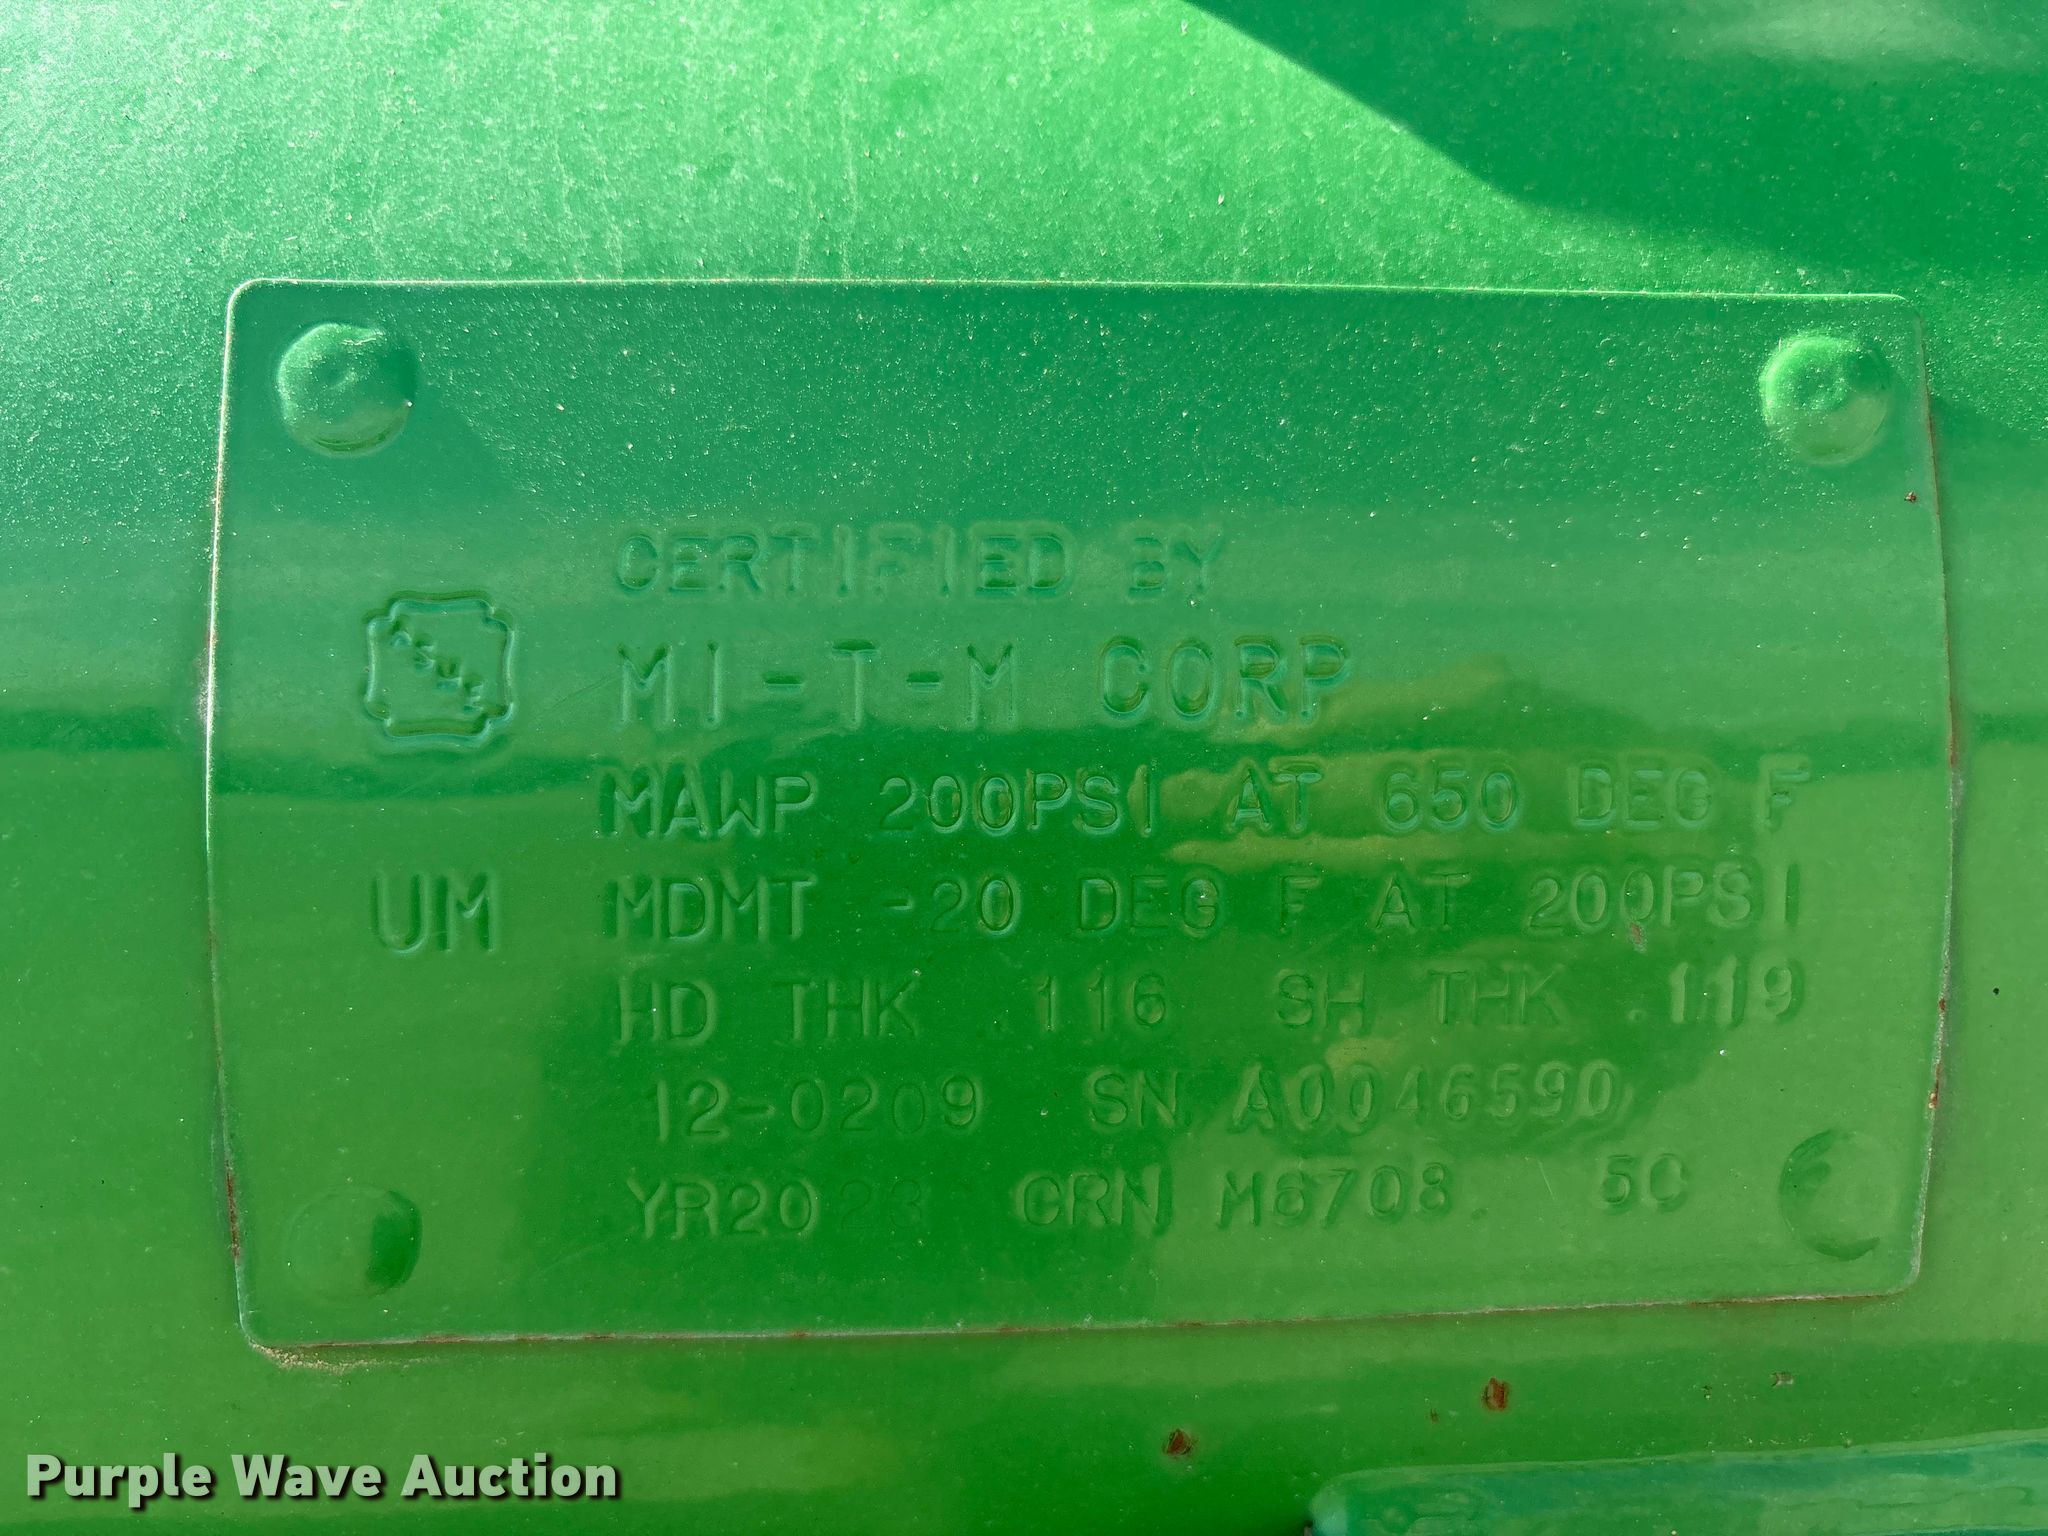 CERTIFIED BY
MI-T-M CORP
MAWP 200PSI AT 650 DEG F
UM MDMT -20 DEG F AT 200PSI
HD THK .116 SH THK .119
12-0209 SN A0046590
YR2023 CRN M6708. 5C
Purple Wave Auction